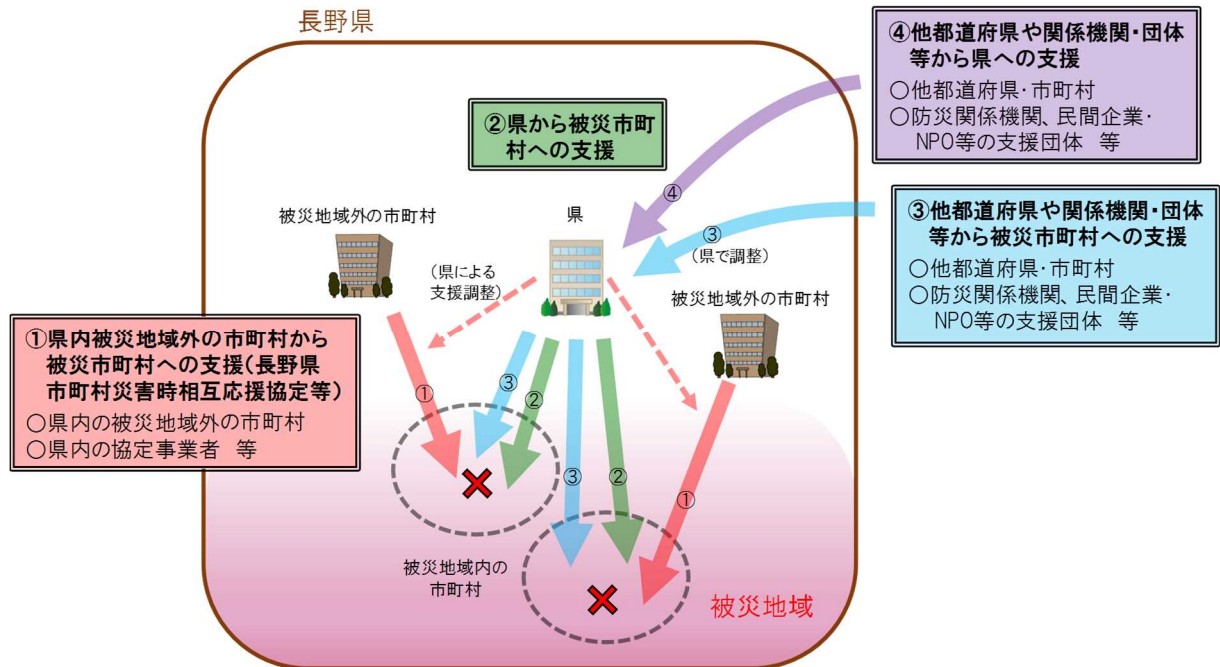 長野県
④他都道府県や関係機関・団体
等から県への支援
○他都道府県・市町村
○防災関係機関、民間企業・
NPO等の支援団体 等
②県から被災市町
村への支援
④
被災地域外の市町村
県
③
（県で調整）
③他都道府県や関係機関・団体
等から被災市町村への支援
○他都道府県・市町村
○防災関係機関、民間企業・
NPO等の支援団体 等
（県による
支援調整）
被災地域外の市町村
①県内被災地域外の市町村から
被災市町村への支援（長野県
市町村災害時相互応援協定等）
○県内の被災地域外の市町村
○県内の協定事業者 等
①
③
②
③
②
①
被災地域内の
市町村
被災地域